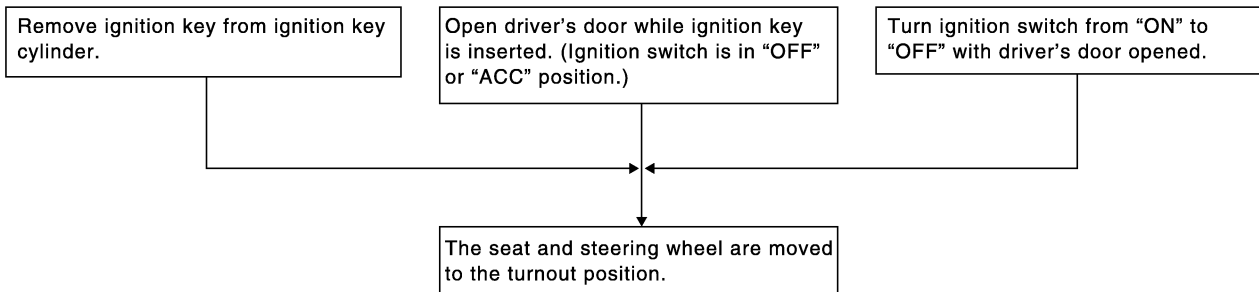 Remove ignition key from ignition key
cylinder.
Open driver’s door while ignition key
is inserted. (Ignition switch is in “OFF”
or “ACC” position.)
Turn ignition switch from “ON” to
“OFF” with driver’s door opened.
The seat and steering wheel are moved
to the turnout position.